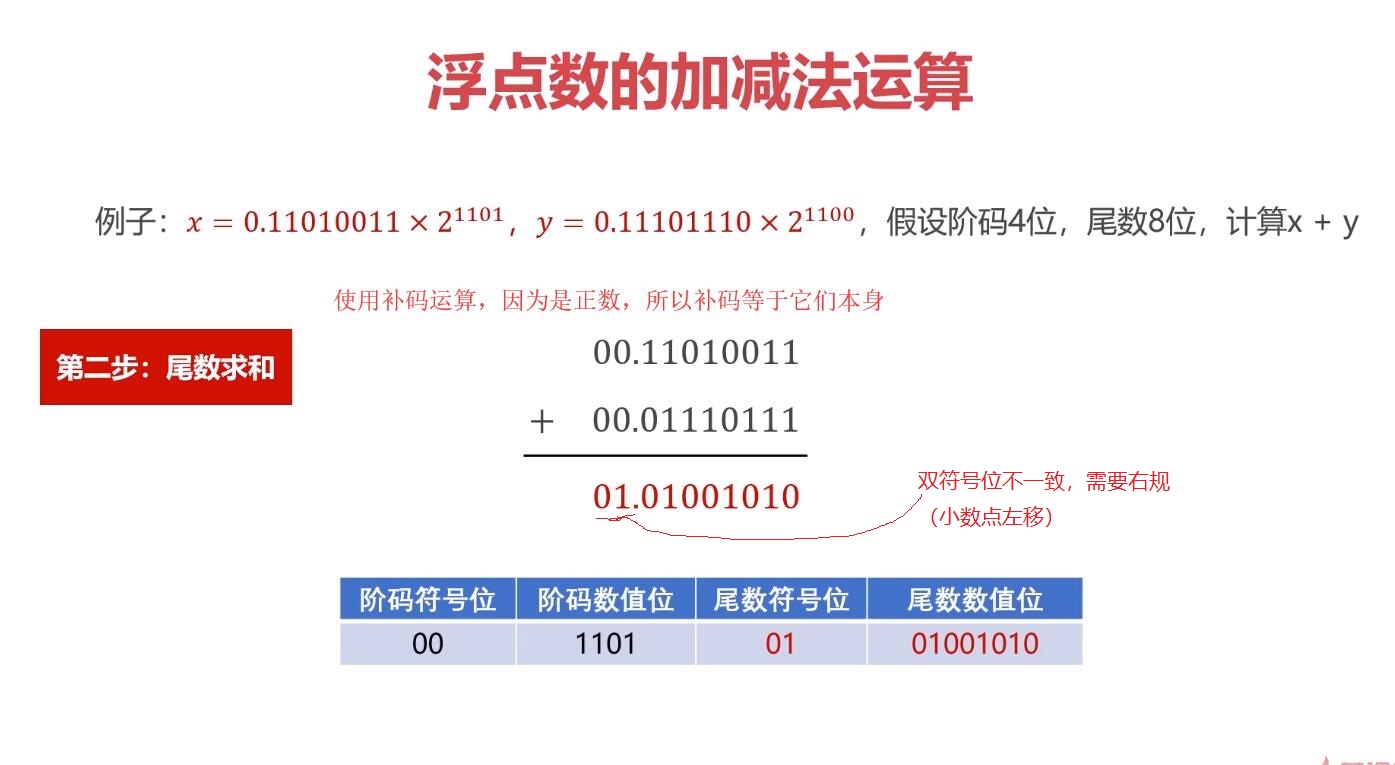 浮点数的加减法运算
例子：x = 0.11010011 × 2^1101，y = 0.11101110 × 2^1100，假设阶码4位，尾数8位，计算x + y
使用补码运算，因为是正数，所以补码等于它们本身
第二步：尾数求和
00.11010011
+ 00.01110111
01.01001010
双符号位不一致，需要右规
（小数点左移）
阶码符号位 阶码数值位 尾数符号位 尾数数值位
00 1101 01 01001010